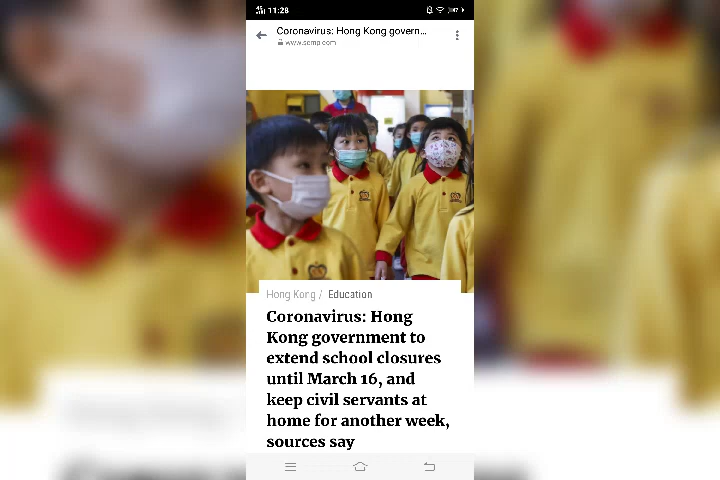 11:28
Coronavirus: Hong Kong govern...
www.scmp.com
Hong Kong / Education
Coronavirus: Hong
Kong government to
extend school closures
until March 16, and
keep civil servants at
home for another week,
sources say